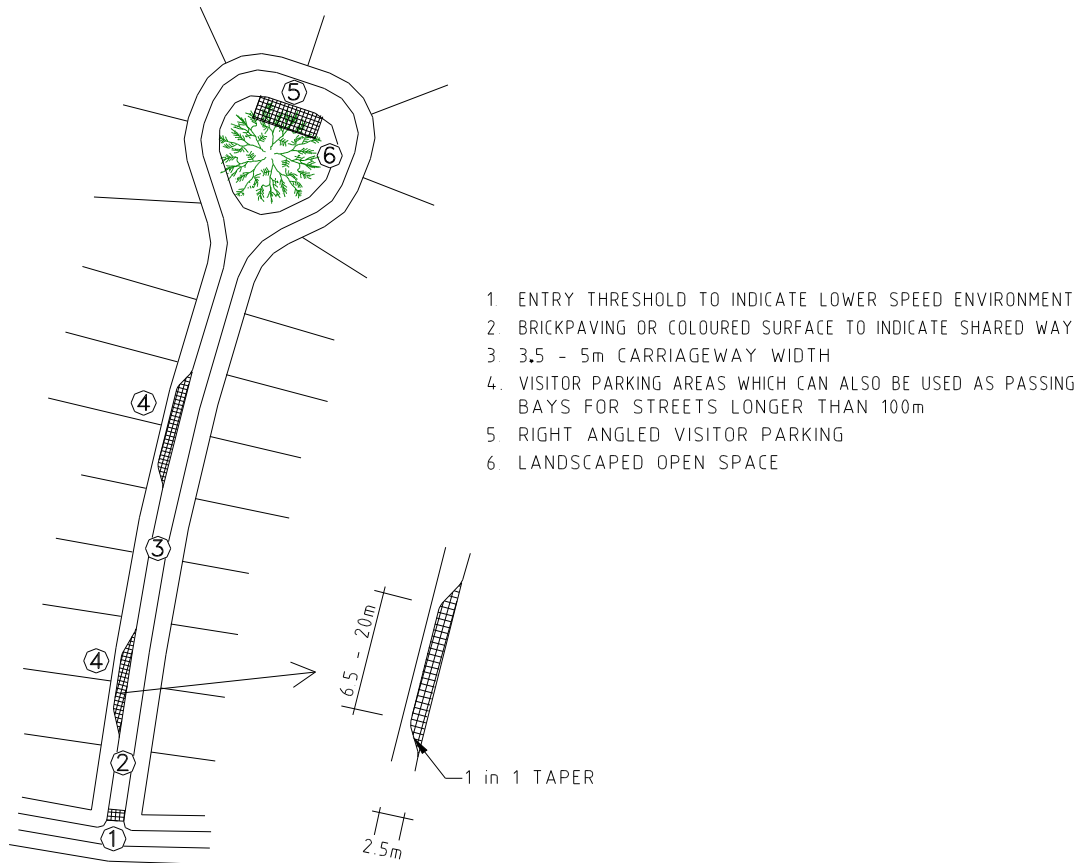 5
6
1. ENTRY THRESHOLD TO INDICATE LOWER SPEED ENVIRONMENT
2. BRICKPAVING OR COLOURED SURFACE TO INDICATE SHARED WAY
3. 3.5 - 5m CARRIAGEWAY WIDTH
4. VISITOR PARKING AREAS WHICH CAN ALSO BE USED AS PASSING
BAYS FOR STREETS LONGER THAN 100m
5. RIGHT ANGLED VISITOR PARKING
6. LANDSCAPED OPEN SPACE
4
3
4
6 5 - 20m
2
1 in 1 TAPER
1
2.5m